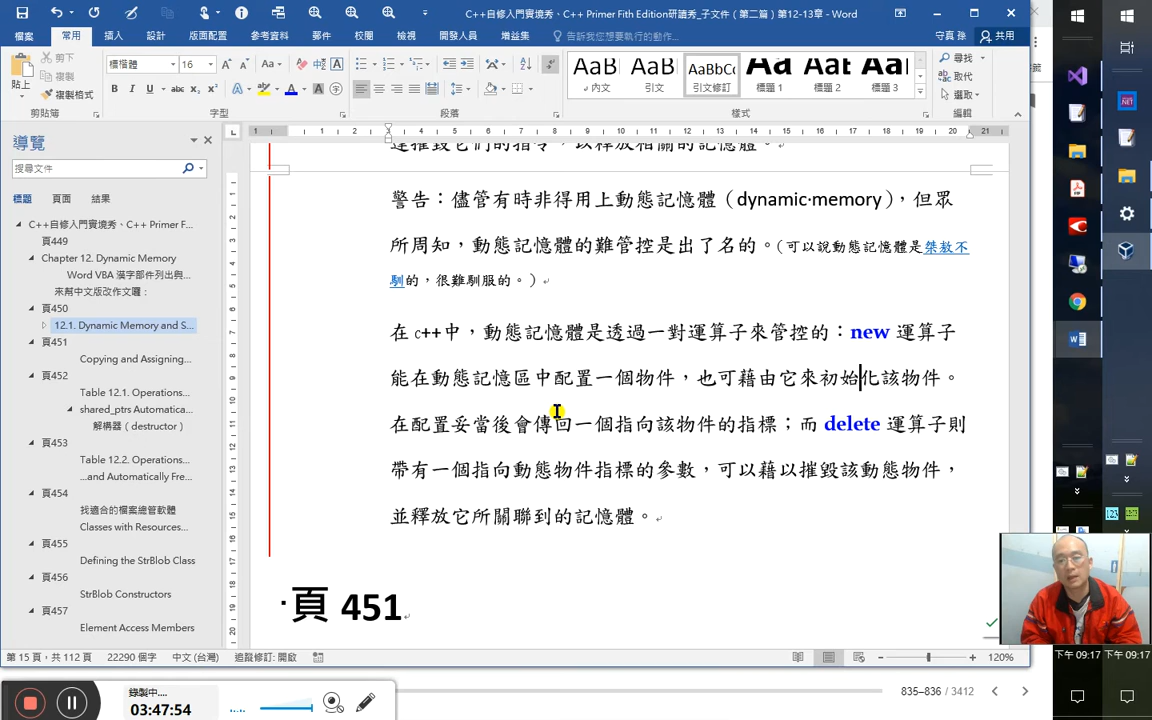 C++自修入門實境秀、C++ Primer Fith Edition研讀秀_子文件（第二篇）第12-13章 - Word
檔案 常用 插入 設計 版面配置 參考資料 郵件 校閱 檢視 開發人員 增益集 告訴我您想要執行的動作... 守真 孫 共用
貼上 剪下 複製 複製格式 剪貼簿
標楷體 16 字型
段落
AaB 內文 AaB 引文 AaBbCc 引文修訂 AaB 標題 1 AaBb 標題 2 AaBb 標題 3 樣式
尋找 取代 選取 編輯
導覽
搜尋文件
標題 頁面 結果
C++自修入門實境秀、C++ Primer F...
頁449
Chapter 12. Dynamic Memory
Word VBA 漢字部件列出與...
來幫中文版改作文囉：
頁450
12.1. Dynamic Memory and S...
頁451
Copying and Assigning...
頁452
Table 12.1. Operations...
shared_ptrs Automatica...
解構器（destructor）
頁453
Table 12.2. Operations...
...and Automatically Fre...
頁454
找適合的檔案總管軟體
Classes with Resources...
頁455
Defining the StrBlob Class
頁456
StrBlob Constructors
頁457
Element Access Members
警告：儘管有時非得用上動態記憶體（dynamic·memory），但眾
所周知，動態記憶體的難管控是出了名的。（可以說動態記憶體是桀敖不
馴的，很難馴服的。）
在 c++中，動態記憶體是透過一對運算子來管控的：new 運算子
能在動態記憶區中配置一個物件，也可藉由它來初始化該物件。
在配置妥當後會傳回一個指向該物件的指標；而 delete 運算子則
帶有一個指向動態物件指標的參數，可以藉以摧毀該動態物件，
並釋放它所關聯到的記憶體。
頁 451
第 15 頁，共 112 頁 22290 個字 中文 (台灣) 追蹤修訂: 開啟 120%
錄製中....
03:47:54
835–836 / 3412
下午 09:17 下午 09:17